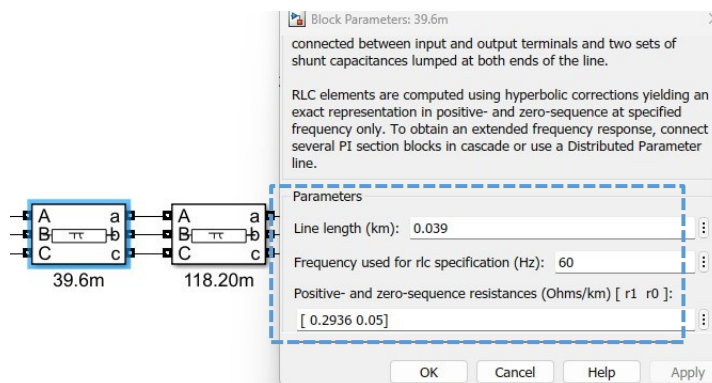 Block Parameters: 39.6m
connected between input and output terminals and two sets of
shunt capacitances lumped at both ends of the line.
RLC elements are computed using hyperbolic corrections yielding an
exact representation in positive- and zero-sequence at specified
frequency only. To obtain an extended frequency response, connect
several PI section blocks in cascade or use a Distributed Parameter
line.
Parameters
Line length (km): 0.039
Frequency used for rlc specification (Hz): 60
Positive- and zero-sequence resistances (Ohms/km) [ r1 r0 ]:
[ 0.2936 0.05]
OK Cancel Help Apply
A a A a
B b B b
C c C c
39.6m 118.20m